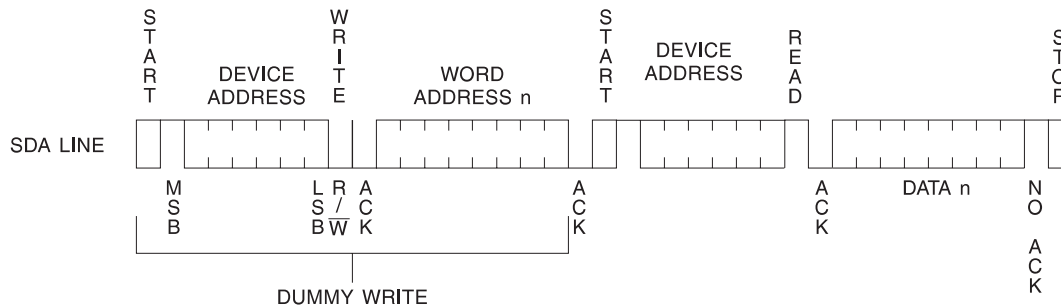 START
WRITE
START
READ
STOP
DEVICE
ADDRESS
WORD
ADDRESS n
DEVICE
ADDRESS
SDA LINE
MSB
LSB
R/W
ACK
ACK
ACK
DATA n
NO ACK
DUMMY WRITE